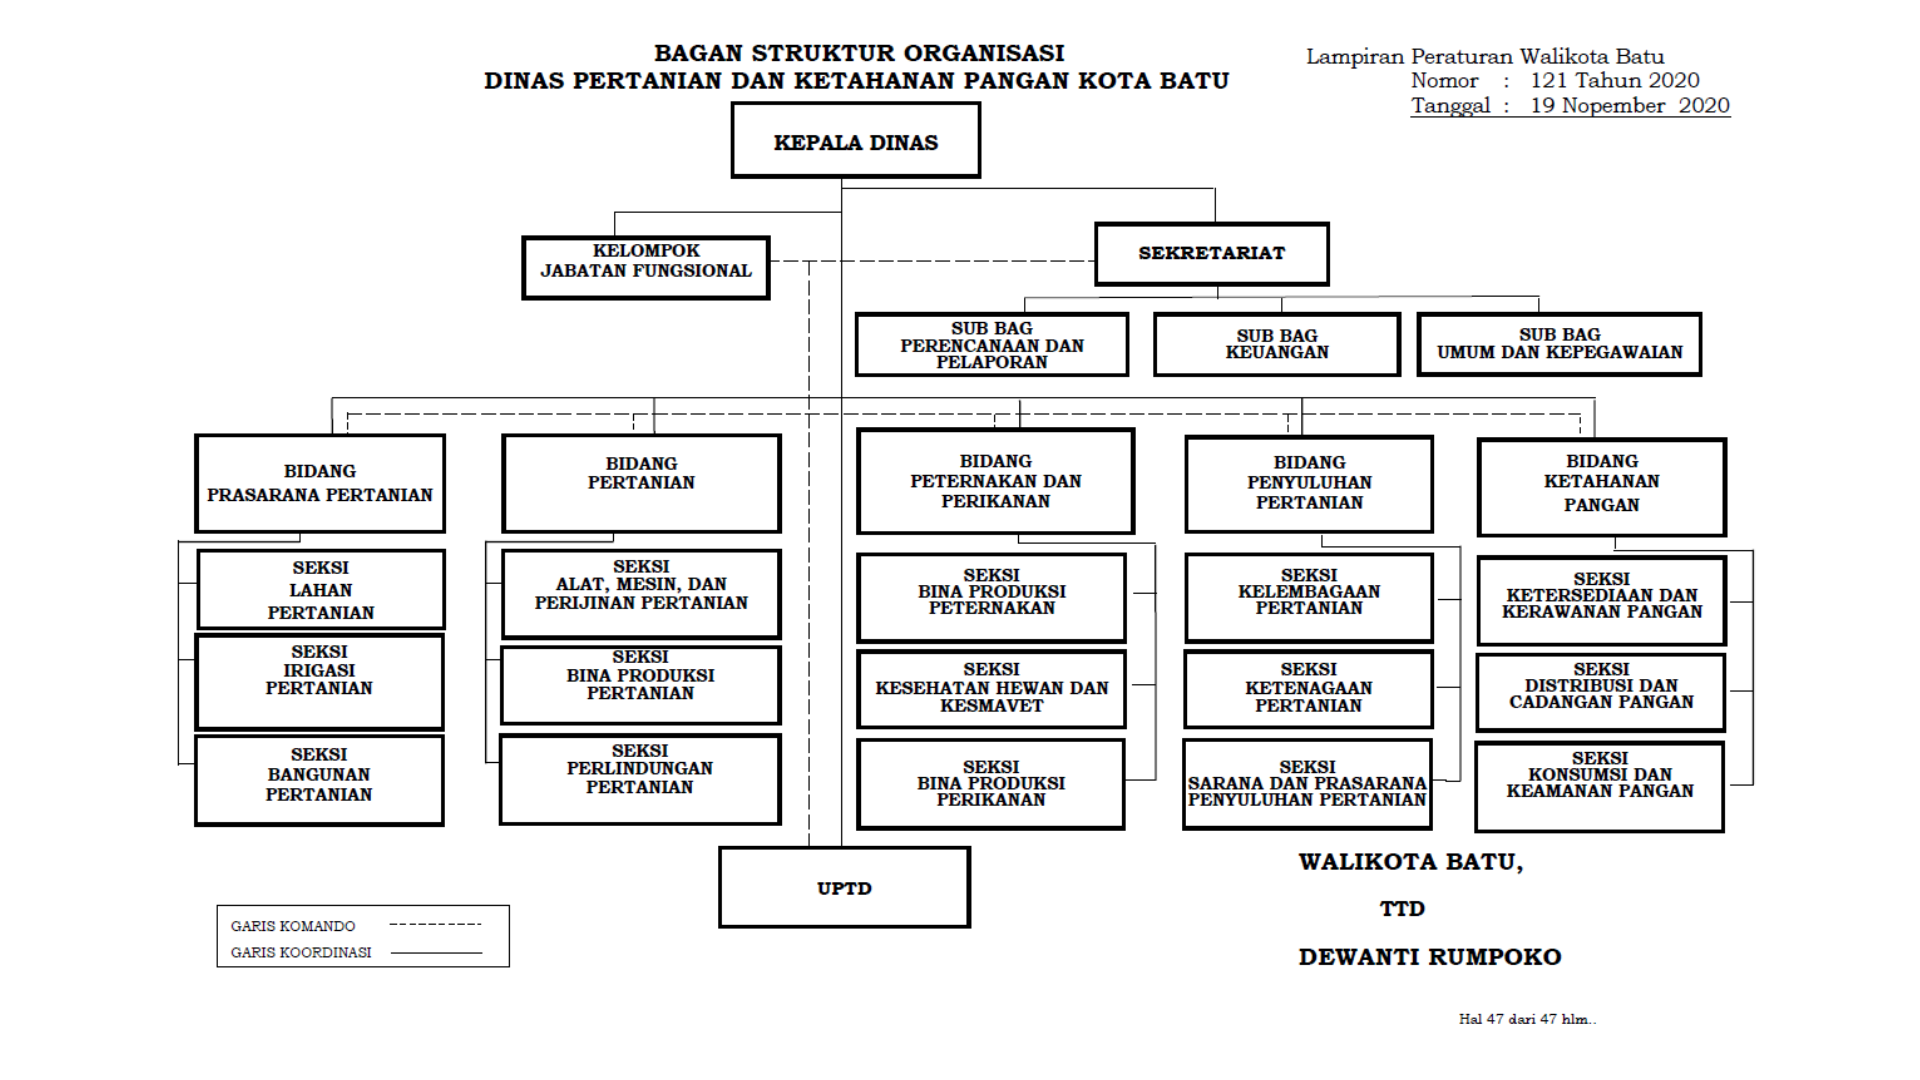 BAGAN STRUKTUR ORGANISASI
DINAS PERTANIAN DAN KETAHANAN PANGAN KOTA BATU
Lampiran Peraturan Walikota Batu
Nomor : 121 Tahun 2020
Tanggal : 19 Nopember 2020
KEPALA DINAS
KELOMPOK
JABATAN FUNGSIONAL
SEKRETARIAT
SUB BAG
PERENCANAAN DAN
PELAPORAN
SUB BAG
KEUANGAN
SUB BAG
UMUM DAN KEPEGAWAIAN
BIDANG
PRASARANA PERTANIAN
BIDANG
PERTANIAN
BIDANG
PETERNAKAN DAN
PERIKANAN
BIDANG
PENYULUHAN
PERTANIAN
BIDANG
KETAHANAN
PANGAN
SEKSI
LAHAN
PERTANIAN
SEKSI
ALAT, MESIN, DAN
PERIJINAN PERTANIAN
SEKSI
BINA PRODUKSI
PETERNAKAN
SEKSI
KELEMBAGAAN
PERTANIAN
SEKSI
KETERSEDIAAN DAN
KERAWANAN PANGAN
SEKSI
IRIGASI
PERTANIAN
SEKSI
BINA PRODUKSI
PERTANIAN
SEKSI
KESEHATAN HEWAN DAN
KESMAVET
SEKSI
KETENAGAAN
PERTANIAN
SEKSI
DISTRIBUSI DAN
CADANGAN PANGAN
SEKSI
BANGUNAN
PERTANIAN
SEKSI
PERLINDUNGAN
PERTANIAN
SEKSI
BINA PRODUKSI
PERIKANAN
SEKSI
SARANA DAN PRASARANA
PENYULUHAN PERTANIAN
SEKSI
KONSUMSI DAN
KEAMANAN PANGAN
UPTD
GARIS KOMANDO
GARIS KOORDINASI
WALIKOTA BATU,
TTD
DEWANTI RUMPOKO
Hal 47 dari 47 hlm..